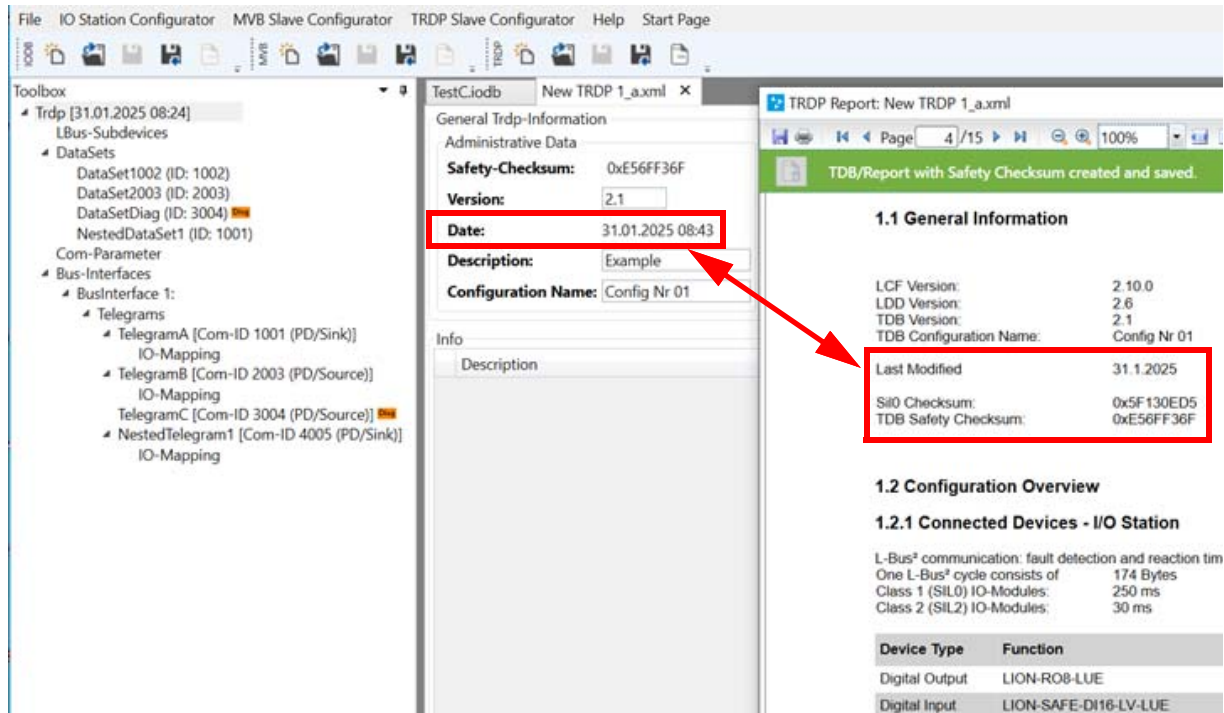 File IO Station Configurator MVB Slave Configurator TRDP Slave Configurator Help Start Page
IODB MVB TRDP
Toolbox
Trdp [31.01.2025 08:24]
LBus-Subdevices
DataSets
DataSet1002 (ID: 1002)
DataSet2003 (ID: 2003)
DataSetDiag (ID: 3004) Diag
NestedDataSet1 (ID: 1001)
Com-Parameter
Bus-Interfaces
BusInterface 1:
Telegrams
TelegramA [Com-ID 1001 (PD/Sink)]
IO-Mapping
TelegramB [Com-ID 2003 (PD/Source)]
IO-Mapping
TelegramC [Com-ID 3004 (PD/Source)] Diag
NestedTelegram1 [Com-ID 4005 (PD/Sink)]
IO-Mapping
TestC.iodb New TRDP 1_a.xml
General Trdp-Information
Administrative Data
Safety-Checksum: 0xE56FF36F
Version: 2.1
Date: 31.01.2025 08:43
Description: Example
Configuration Name: Config Nr 01
Info
Description
TRDP Report: New TRDP 1_a.xml
Page 4 /15 100%
TDB/Report with Safety Checksum created and saved.
1.1 General Information
LCF Version: 2.10.0
LDD Version: 2.6
TDB Version: 2.1
TDB Configuration Name: Config Nr 01
Last Modified 31.1.2025
Sil0 Checksum: 0x5F130ED5
TDB Safety Checksum: 0xE56FF36F
1.2 Configuration Overview
1.2.1 Connected Devices - I/O Station
L-Bus² communication: fault detection and reaction tim
One L-Bus² cycle consists of 174 Bytes
Class 1 (SIL0) IO-Modules: 250 ms
Class 2 (SIL2) IO-Modules: 30 ms
Device Type Function
Digital Output LION-RO8-LUE
Digital Input LION-SAFE-DI16-LV-LUE